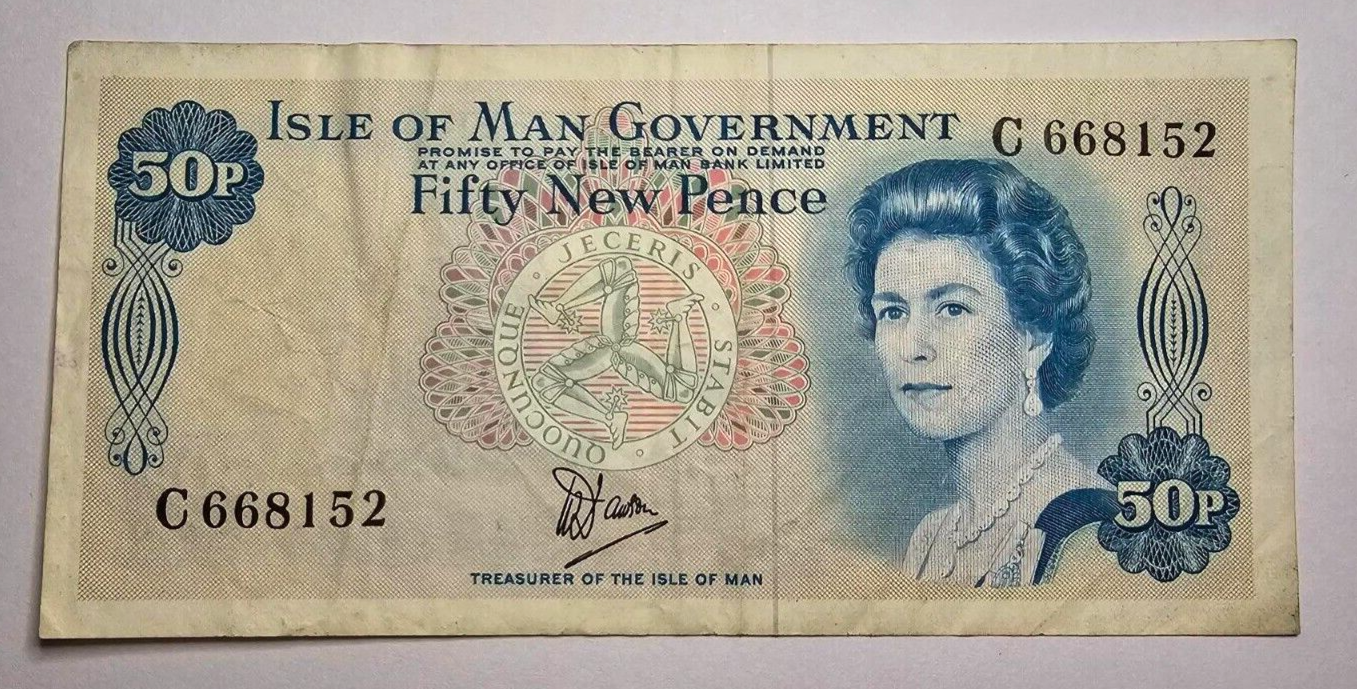 ISLE OF MAN GOVERNMENT
C 668152
50P
PROMISE TO PAY THE BEARER ON DEMAND
AT ANY OFFICE OF ISLE OF MAN BANK LIMITED
Fifty New Pence
QUOCUNQUE · JECERIS · STABIT
C 668152
50P
TREASURER OF THE ISLE OF MAN